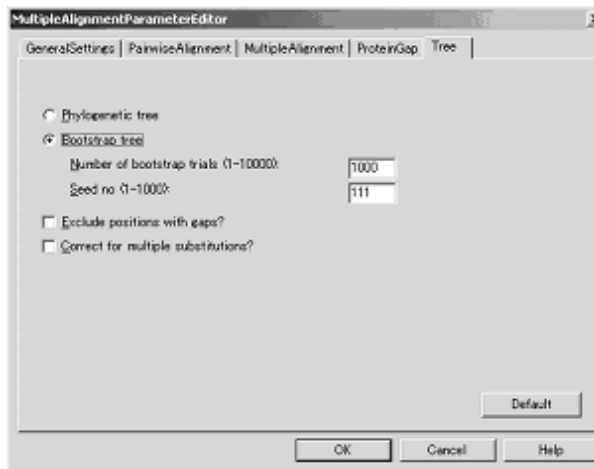 MultipleAlignmentParameterEditor
GeneralSettings PairwiseAlignment MultipleAlignment ProteinGap Tree
Phylogenetic tree
Bootstrap tree
Number of bootstrap trials (1-10000): 1000
Seed no (1-1000): 111
Exclude positions with gaps?
Correct for multiple substitutions?
Default
OK Cancel Help